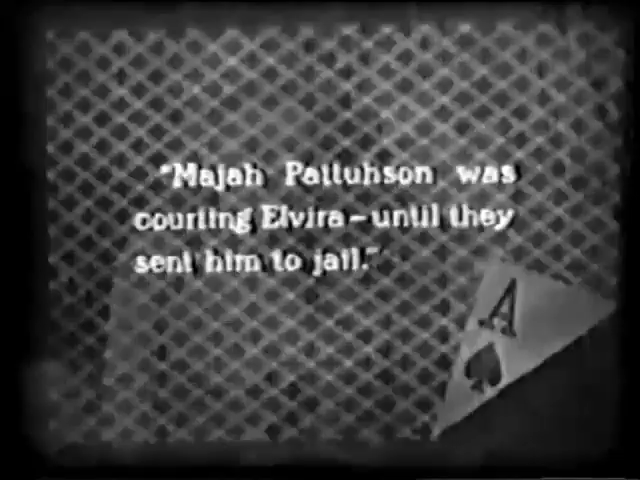 "Majah Pattuhson was
courting Elvira – until they
sent him to jail."
A